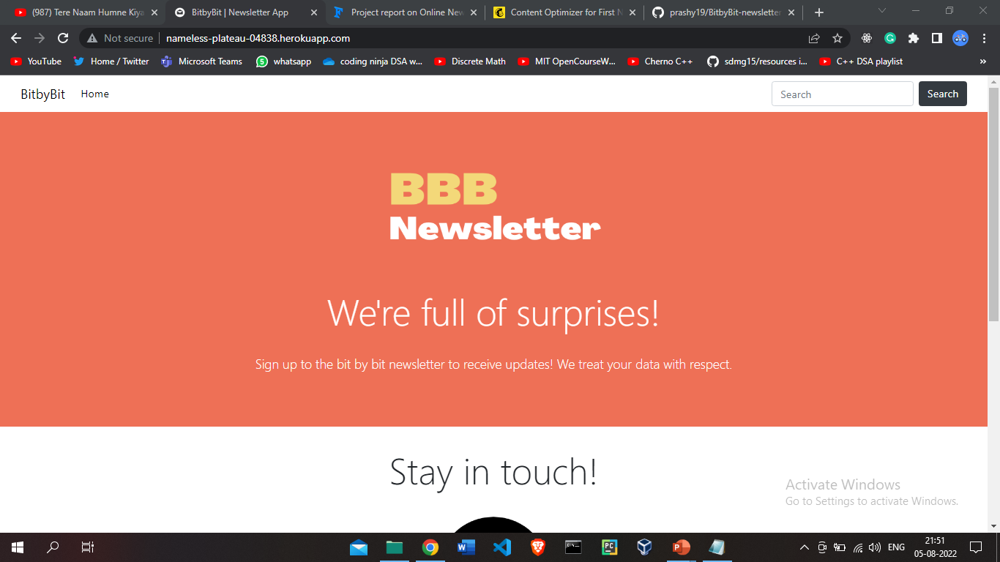 (987) Tere Naam Humne Kiya
BitbyBit | Newsletter App
Project report on Online New
Content Optimizer for First N
prashy19/BitbyBit-newsletter
Not secure
nameless-plateau-04838.herokuapp.com
YouTube
Home / Twitter
Microsoft Teams
5
whatsapp
coding ninja DSA w...
Discrete Math
MIT OpenCourseW...
Cherno C++
sdmg15/resources i...
C++ DSA playlist
»
BitbyBit
Home
Search
Search
BBB
Newsletter
We're full of surprises!
Sign up to the bit by bit newsletter to receive updates! We treat your data with respect.
Stay in touch!
Activate Windows
Go to Settings to activate Windows.
ENG
21:51
05-08-2022